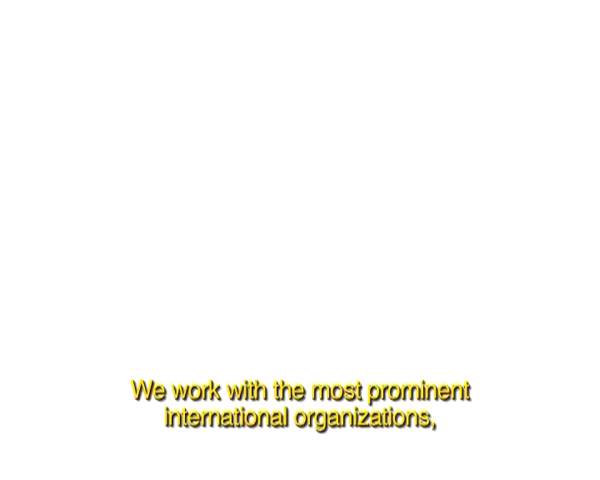 We work with the most prominent
international organizations,